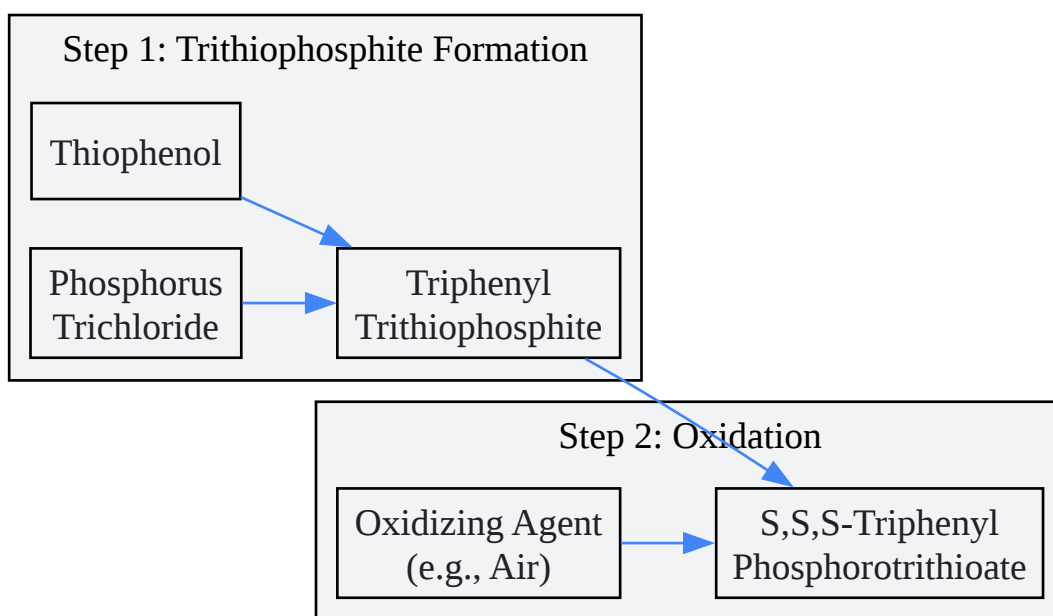 Step 1: Trithiophosphite Formation
Thiophenol
Phosphorus
Trichloride
Triphenyl
Trithiophosphite
Step 2: Oxidation
Oxidizing Agent
(e.g., Air)
S,S,S-Triphenyl
Phosphorotrithioate